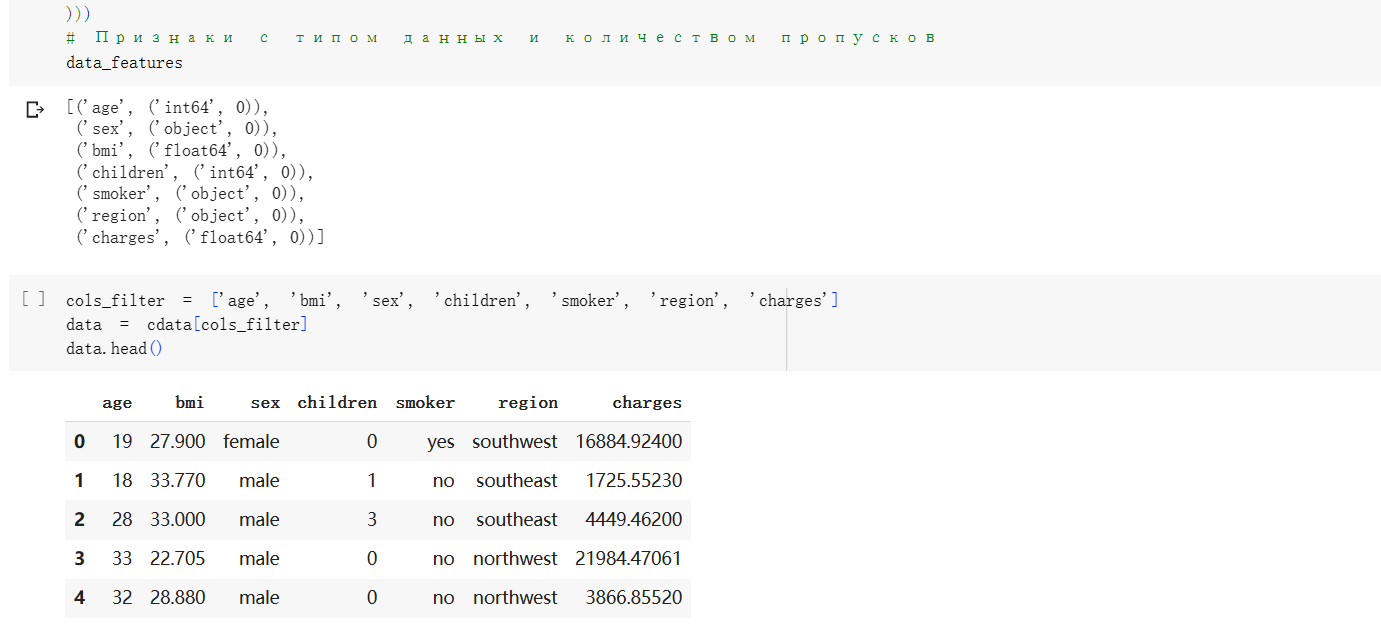 )))
# Признаки с типом данных и количеством пропусков
data_features
[('age', ('int64', 0)),
('sex', ('object', 0)),
('bmi', ('float64', 0)),
('children', ('int64', 0)),
('smoker', ('object', 0)),
('region', ('object', 0)),
('charges', ('float64', 0))]
[ ] cols_filter = ['age', 'bmi', 'sex', 'children', 'smoker', 'region', 'charges']
data = cdata[cols_filter]
data.head()
age bmi sex children smoker region charges
0 19 27.900 female 0 yes southwest 16884.92400
1 18 33.770 male 1 no southeast 1725.55230
2 28 33.000 male 3 no southeast 4449.46200
3 33 22.705 male 0 no northwest 21984.47061
4 32 28.880 male 0 no northwest 3866.85520